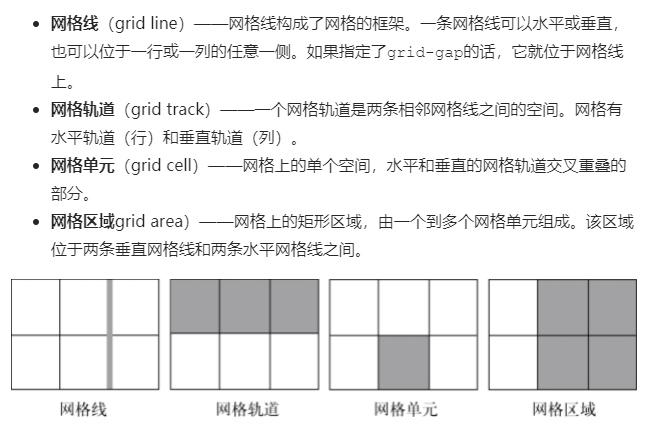 • 网格线（grid line）——网格线构成了网格的框架。一条网格线可以水平或垂直，
也可以位于一行或一列的任意一侧。如果指定了grid-gap的话，它就位于网格线
上。
• 网格轨道（grid track）——一个网格轨道是两条相邻网格线之间的空间。网格有
水平轨道（行）和垂直轨道（列）。
• 网格单元（grid cell）——网格上的单个空间，水平和垂直的网格轨道交叉重叠的
部分。
• 网格区域grid area）——网格上的矩形区域，由一个到多个网格单元组成。该区域
位于两条垂直网格线和两条水平网格线之间。
网格线 网格轨道 网格单元 网格区域